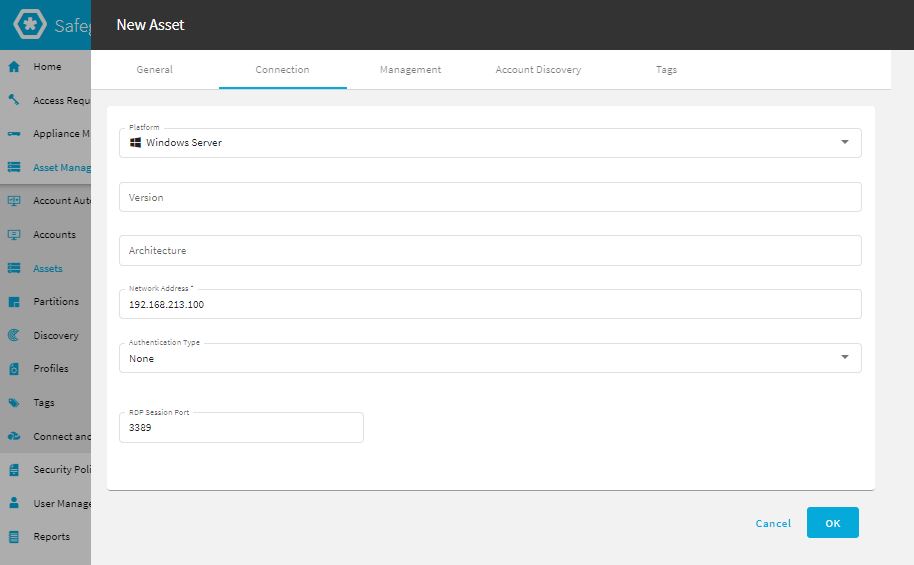 Safeg
New Asset
Home
Access Requ
Appliance M
Asset Manag
Account Aut
Accounts
Assets
Partitions
Discovery
Profiles
Tags
Connect and
Security Poli
User Manage
Reports
General
Connection
Management
Account Discovery
Tags
Platform
Windows Server
Version
Architecture
Network Address *
192.168.213.100
Authentication Type
None
RDP Session Port
3389
Cancel
OK